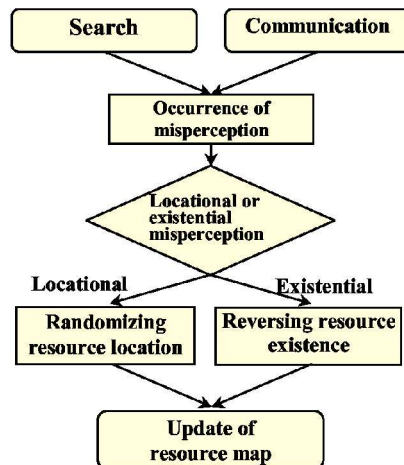 Search
Communication
Occurrence of
misperception
Locational or
existential
misperception
Locational
Existential
Randomizing
resource location
Reversing resource
existence
Update of
resource map